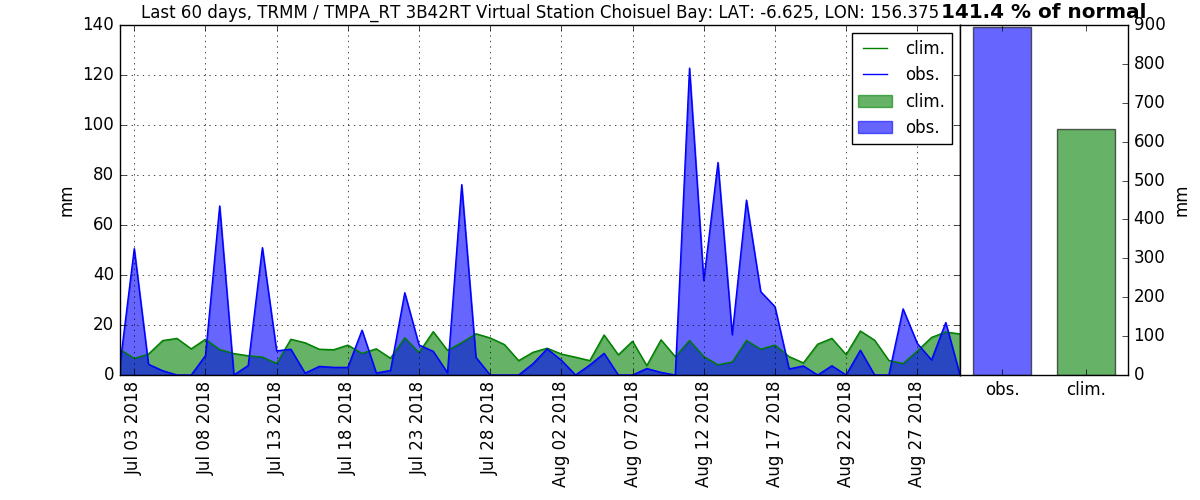 Last 60 days, TRMM / TMPA_RT 3B42RT Virtual Station Choisuel Bay: LAT: -6.625, LON: 156.375 141.4 % of normal
140
120
100
80
60
40
20
0
mm
clim.
obs.
clim.
obs.
900
800
700
600
500
400
300
200
100
0
mm
Jul 03 2018
Jul 08 2018
Jul 13 2018
Jul 18 2018
Jul 23 2018
Jul 28 2018
Aug 02 2018
Aug 07 2018
Aug 12 2018
Aug 17 2018
Aug 22 2018
Aug 27 2018
obs.
clim.